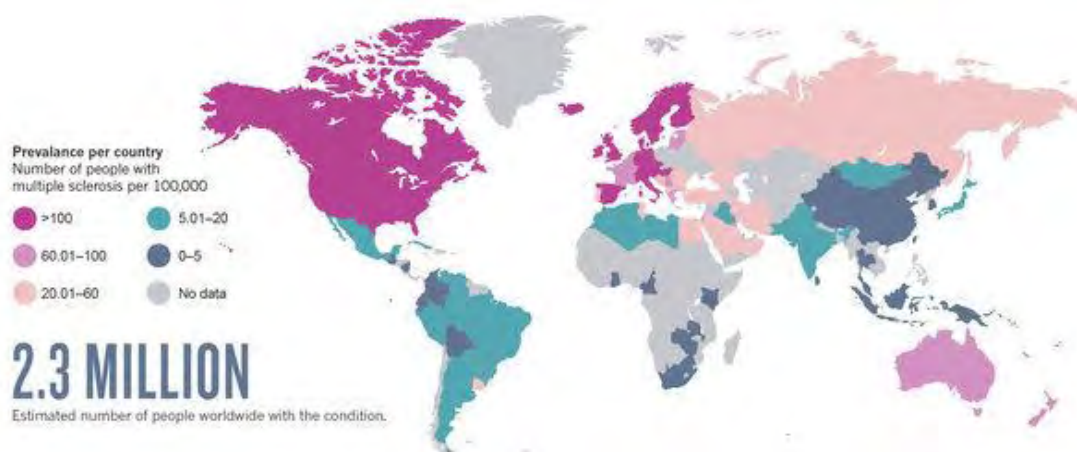 Prevalance per country
Number of people with
multiple sclerosis per 100,000
>100
5.01–20
60.01–100
0–5
20.01–60
No data
2.3 MILLION
Estimated number of people worldwide with the condition.